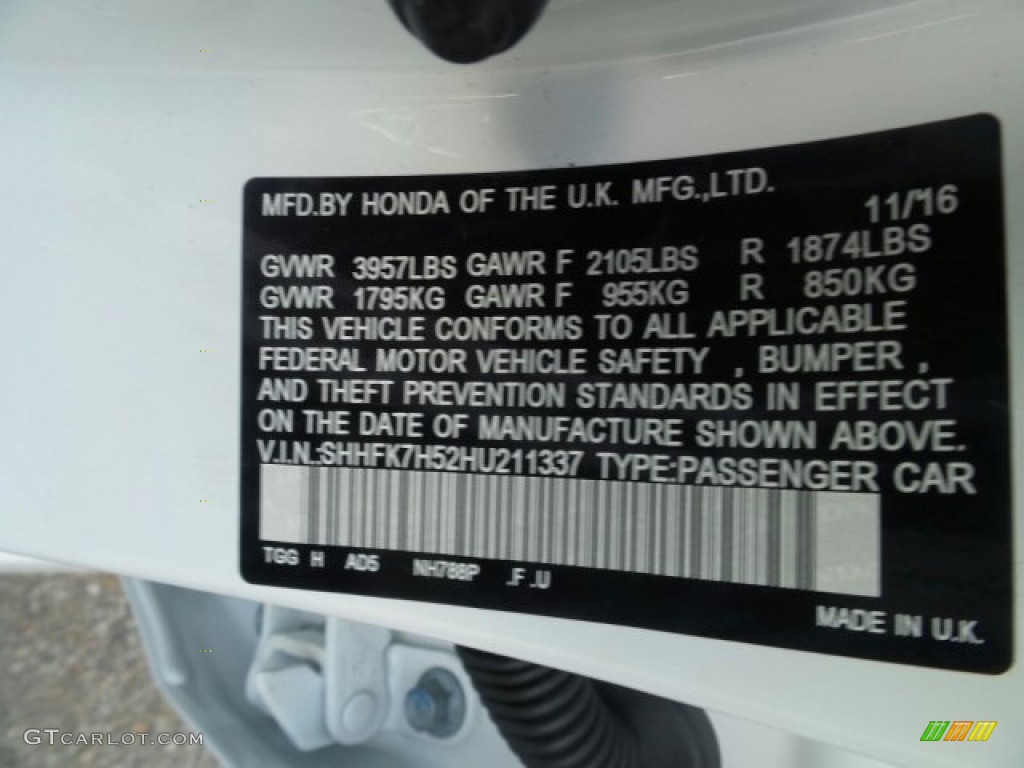 MFD.BY HONDA OF THE U.K. MFG.,LTD.
11/'16
GVWR 3957LBS GAWR F 2105LBS R 1874LBS
GVWR 1795KG GAWR F 955KG R 850KG
THIS VEHICLE CONFORMS TO ALL APPLICABLE
FEDERAL MOTOR VEHICLE SAFETY , BUMPER ,
AND THEFT PREVENTION STANDARDS IN EFFECT
ON THE DATE OF MANUFACTURE SHOWN ABOVE.
V.I.N.:SHHFK7H52HU211337 TYPE:PASSENGER CAR
TGG H AD5 NH788P .F .U
MADE IN U.K.
GTCARLOT.COM